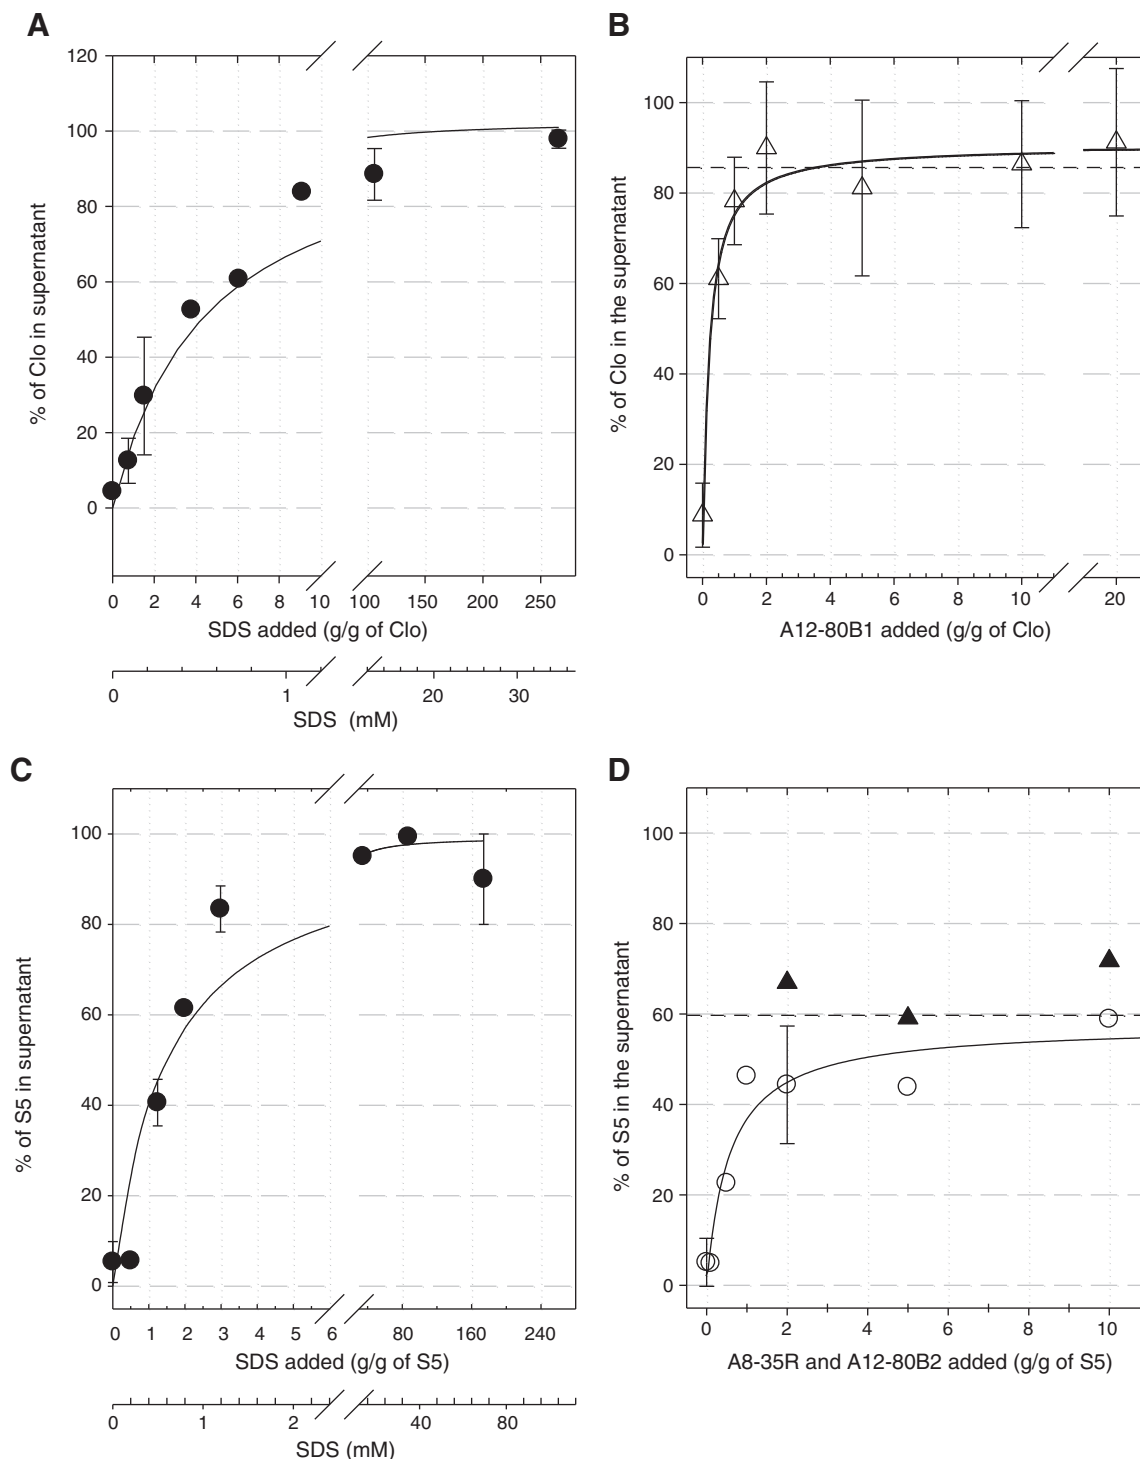 A
120
100
80
60
40
20
0
% of Clo in supernatant
0 2 4 6 8 10 100 150 200 250
SDS added (g/g of Clo)
0 1 20 30
SDS (mM)
B
100
80
60
40
20
0
% of Clo in the supernatant
0 2 4 6 8 10 20
A12-80B1 added (g/g of Clo)
C
100
80
60
40
20
0
% of S5 in supernatant
0 1 2 3 4 5 6 80 160 240
SDS added (g/g of S5)
0 1 2 40 80
SDS (mM)
D
100
80
60
40
20
0
% of S5 in the supernatant
0 2 4 6 8 10
A8-35R and A12-80B2 added (g/g of S5)